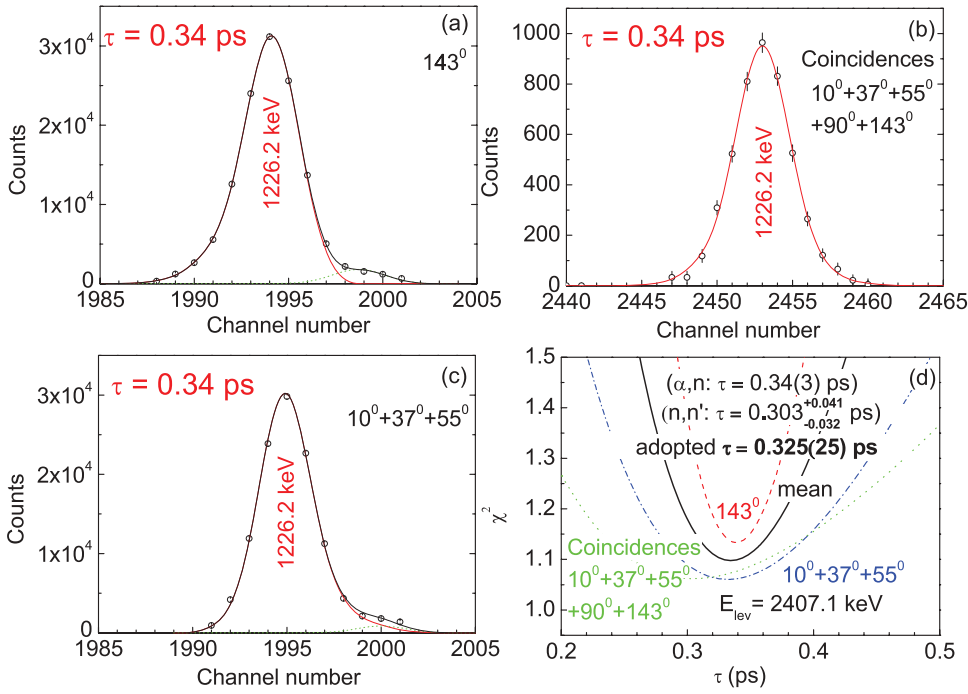 (a)
τ = 0.34 ps
143⁰
1226.2 keV
Counts
3x10⁴
2x10⁴
1x10⁴
0
1985 1990 1995 2000 2005
Channel number
(b)
τ = 0.34 ps
Coincidences
10⁰+37⁰+55⁰
+90⁰+143⁰
1226.2 keV
Counts
1000
800
600
400
200
0
2440 2445 2450 2455 2460 2465
Channel number
(c)
τ = 0.34 ps
10⁰+37⁰+55⁰
1226.2 keV
Counts
3x10⁴
2x10⁴
1x10⁴
0
1985 1990 1995 2000 2005
Channel number
(d)
(α,n: τ = 0.34(3) ps)
(n,n': τ = 0.303 +0.041 -0.032 ps)
adopted τ = 0.325(25) ps
mean
143⁰
Coincidences
10⁰+37⁰+55⁰
+90⁰+143⁰
10⁰+37⁰+55⁰
E_lev = 2407.1 keV
χ²
1.5
1.4
1.3
1.2
1.1
1.0
0.2 0.3 0.4 0.5
τ (ps)